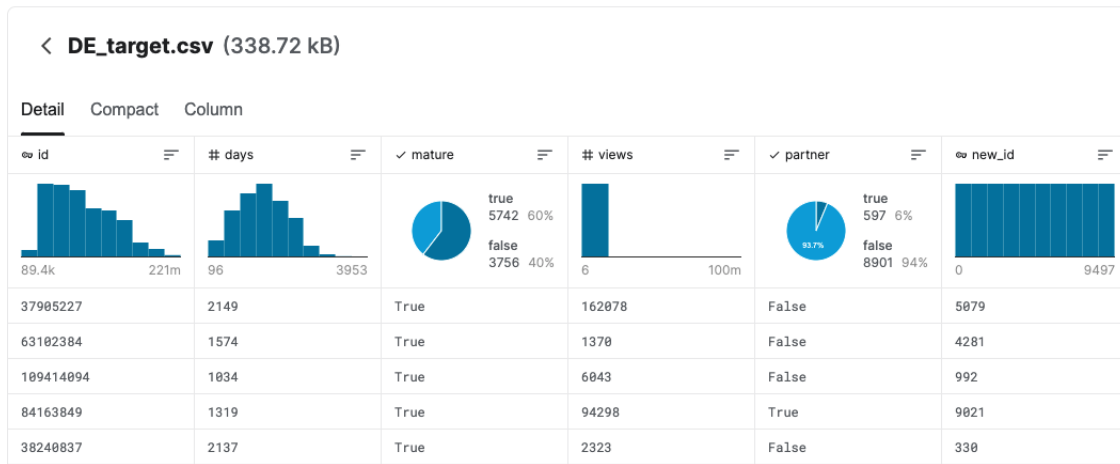 DE_target.csv (338.72 kB)
Detail Compact Column
id # days mature # views partner new_id
true
5742 60%
false
3756 40%
true
597 6%
false
8901 94%
93.7%
89.4k 221m 96 3953 6 100m 0 9497
37905227 2149 True 162078 False 5079
63102384 1574 True 1370 False 4281
109414094 1034 True 6043 False 992
84163849 1319 True 94298 True 9021
38240837 2137 True 2323 False 330